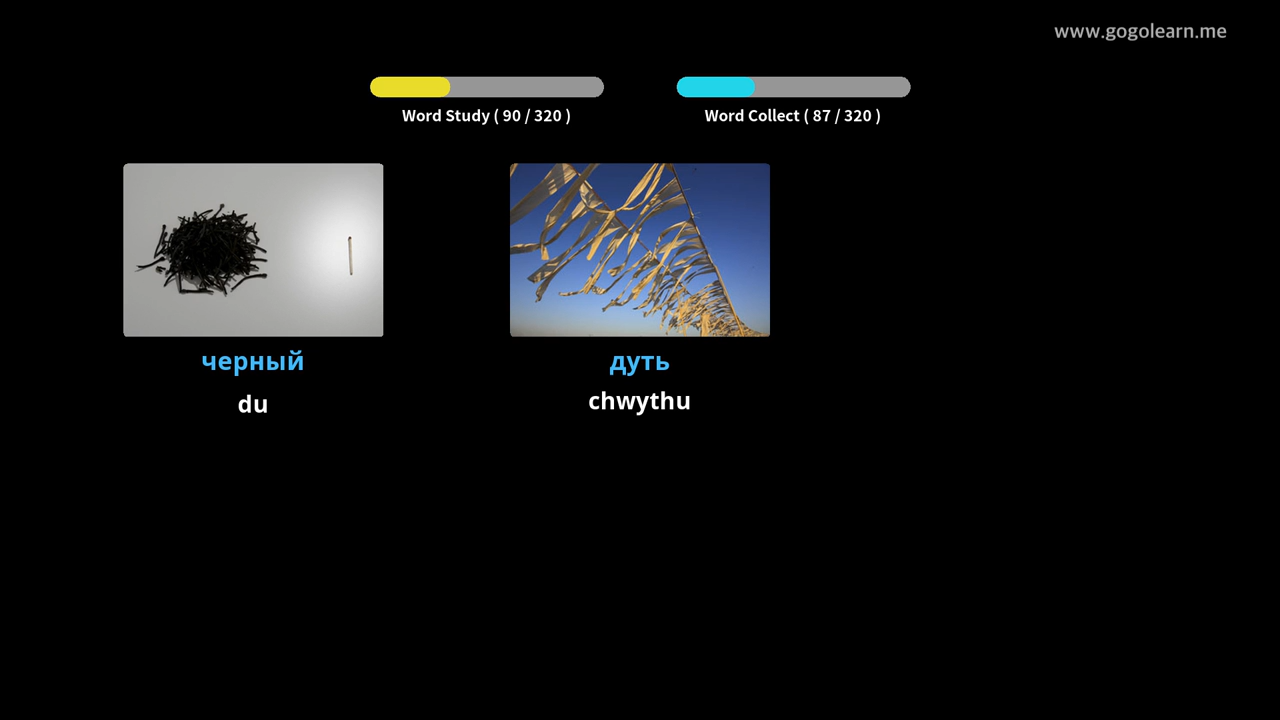 www.gogolearn.me
Word Study ( 90 / 320 )
Word Collect ( 87 / 320 )
черный
du
дуть
chwythu